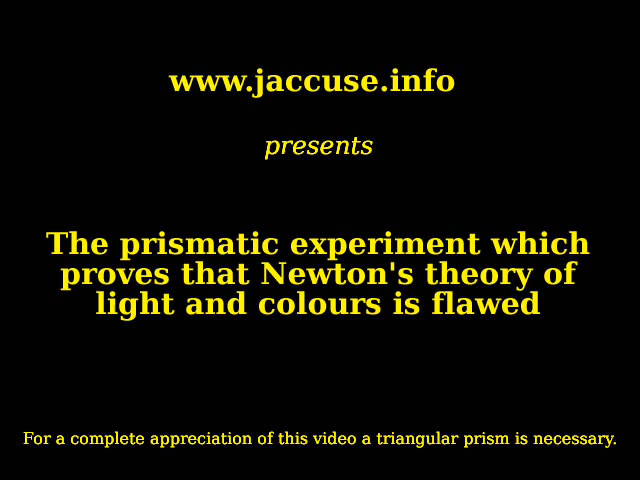 www.jaccuse.info
presents
The prismatic experiment which
proves that Newton's theory of
light and colours is flawed
For a complete appreciation of this video a triangular prism is necessary.